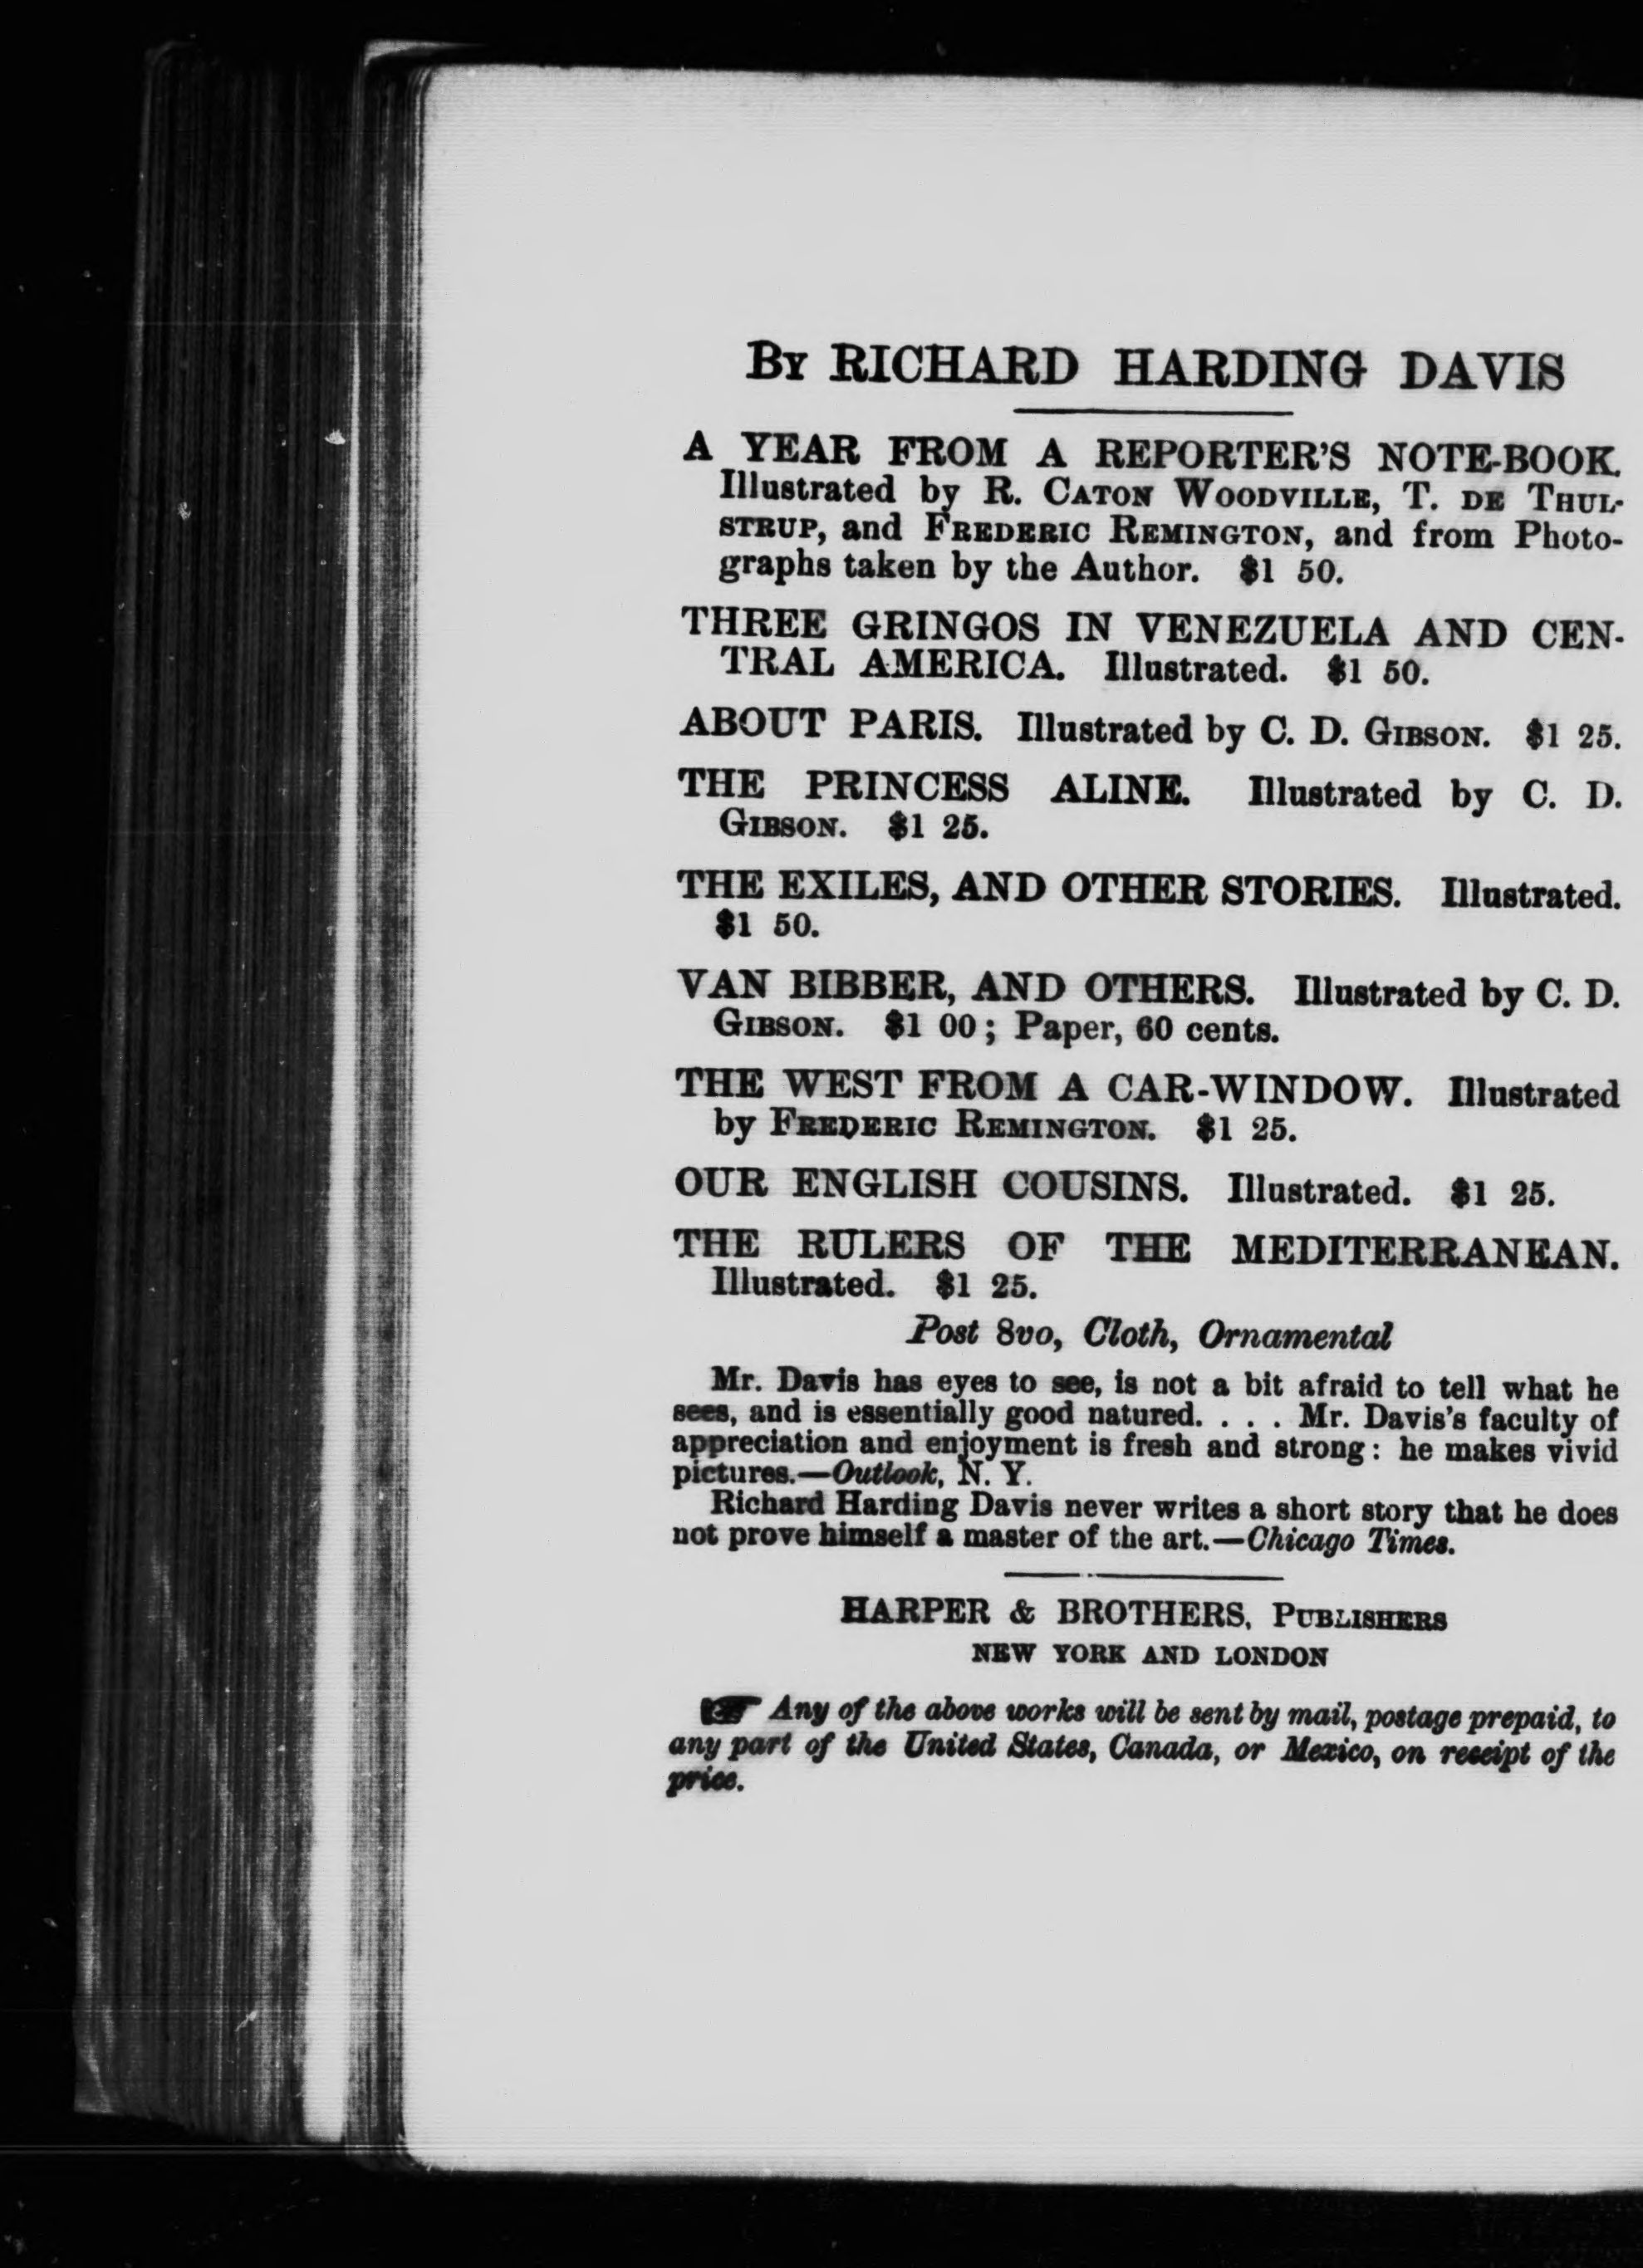 By RICHARD HARDING DAVIS
A YEAR FROM A REPORTER'S NOTE-BOOK.
Illustrated by R. Caton Woodville, T. de Thul-
strup, and Frederic Remington, and from Photo-
graphs taken by the Author. $1 50.
THREE GRINGOS IN VENEZUELA AND CEN-
TRAL AMERICA. Illustrated. $1 50.
ABOUT PARIS. Illustrated by C. D. Gibson. $1 25.
THE PRINCESS ALINE. Illustrated by C. D.
Gibson. $1 25.
THE EXILES, AND OTHER STORIES. Illustrated.
$1 50.
VAN BIBBER, AND OTHERS. Illustrated by C. D.
Gibson. $1 00; Paper, 60 cents.
THE WEST FROM A CAR-WINDOW. Illustrated
by Frederic Remington. $1 25.
OUR ENGLISH COUSINS. Illustrated. $1 25.
THE RULERS OF THE MEDITERRANEAN.
Illustrated. $1 25.
Post 8vo, Cloth, Ornamental
Mr. Davis has eyes to see, is not a bit afraid to tell what he
sees, and is essentially good natured. . . . Mr. Davis's faculty of
appreciation and enjoyment is fresh and strong: he makes vivid
pictures.—Outlook, N. Y.
Richard Harding Davis never writes a short story that he does
not prove himself a master of the art.—Chicago Times.
HARPER & BROTHERS, Publishers
NEW YORK AND LONDON
☞ Any of the above works will be sent by mail, postage prepaid, to
any part of the United States, Canada, or Mexico, on receipt of the
price.